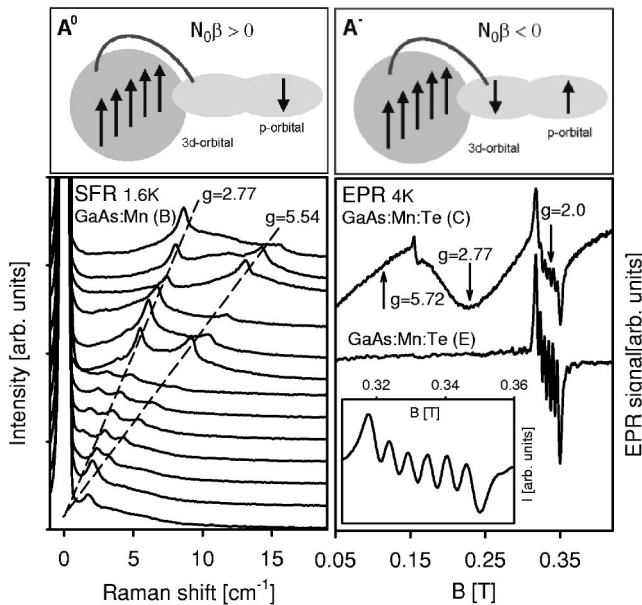 A⁰ N₀β > 0
3d-orbital
p-orbital
A⁻ N₀β < 0
3d-orbital
p-orbital
SFR 1.6K
GaAs:Mn (B)
g=2.77
g=5.54
Intensity [arb. units]
0 5 10 15
Raman shift [cm⁻¹]
EPR 4K
GaAs:Mn:Te (C)
g=2.0
g=2.77
g=5.72
GaAs:Mn:Te (E)
0.32 0.34 0.36
B [T]
I [arb. units]
EPR signal[arb. units]
0.05 0.15 0.25 0.35
B [T]